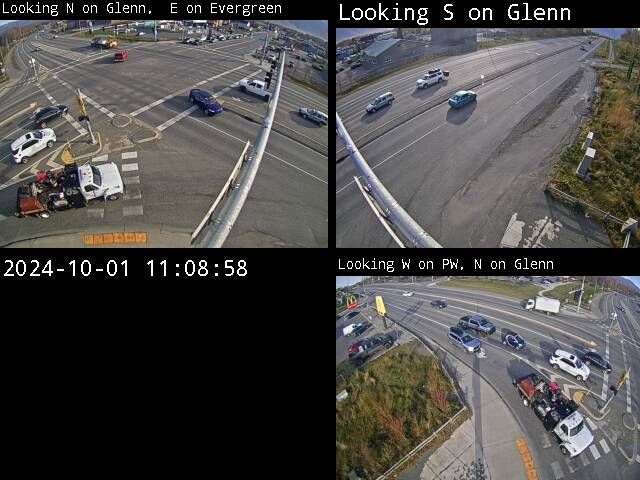 Looking N on Glenn,  E on Evergreen
Looking S on Glenn
2024-10-01 11:08:58
Looking W on PW, N on Glenn